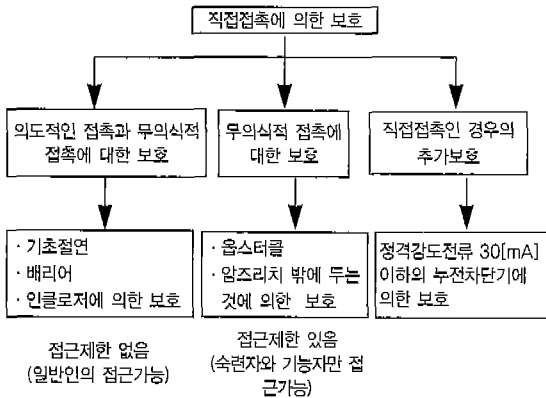 직접접촉에 의한 보호
의도적인 접촉과 무의식적
접촉에 대한 보호
무의식적 접촉에
대한 보호
직접접촉인 경우의
추가보호
· 기초절연
· 배리어
· 인클로저에 의한 보호
· 옵스터클
· 암즈리치 밖에 두는
것에 의한 보호
정격감도전류 30[mA]
이하의 누전차단기에
의한 보호
접근제한 없음
(일반인의 접근가능)
접근제한 있음
(숙련자와 기능자만 접
근가능)